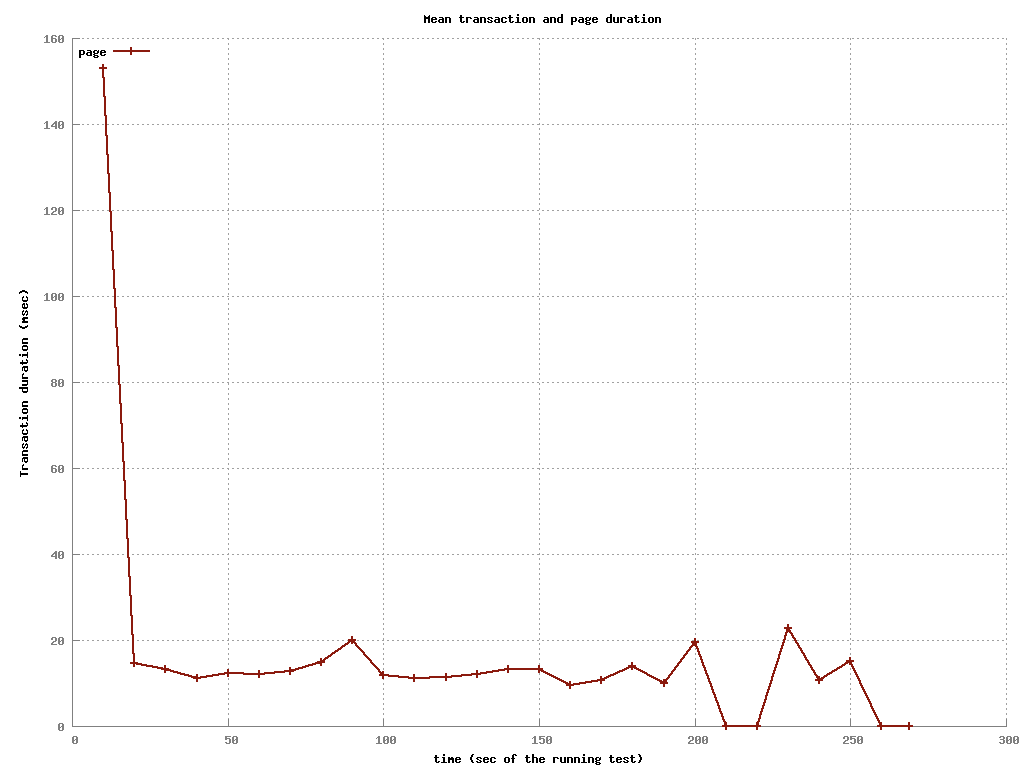 Mean transaction and page duration
160
page
140
120
100
80
60
40
20
0
Transaction duration (msec)
0 50 100 150 200 250 300
time (sec of the running test)